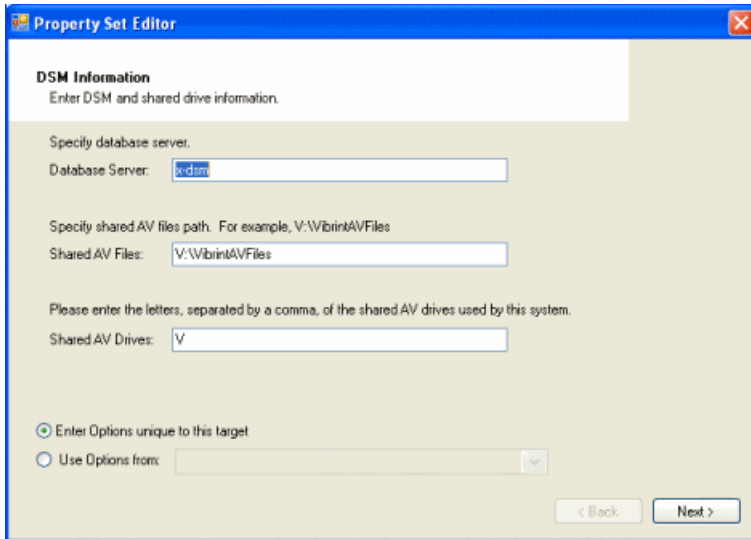 Property Set Editor
DSM Information
Enter DSM and shared drive information.
Specify database server.
Database Server: x-dsm
Specify shared AV files path. For example, V:\VibrintAVFiles
Shared AV Files: V:\VibrintAVFiles
Please enter the letters, separated by a comma, of the shared AV drives used by this system.
Shared AV Drives: V
Enter Options unique to this target
Use Options from:
< Back Next >